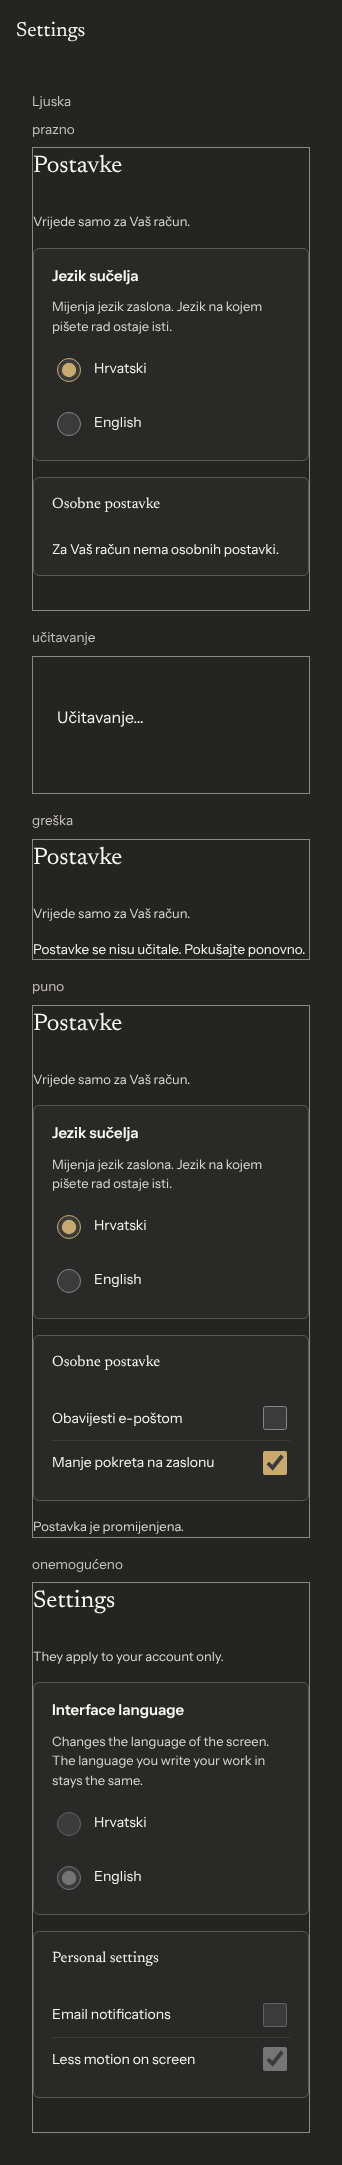 Settings
Ljuska
prazno
Postavke
Vrijede samo za Vaš račun.
Jezik sučelja
Mijenja jezik zaslona. Jezik na kojem
pišete rad ostaje isti.
Hrvatski
English
Osobne postavke
Za Vaš račun nema osobnih postavki.
učitavanje
Učitavanje…
greška
Postavke
Vrijede samo za Vaš račun.
Postavke se nisu učitale. Pokušajte ponovno.
puno
Postavke
Vrijede samo za Vaš račun.
Jezik sučelja
Mijenja jezik zaslona. Jezik na kojem
pišete rad ostaje isti.
Hrvatski
English
Osobne postavke
Obavijesti e-poštom
Manje pokreta na zaslonu
Postavka je promijenjena.
onemogućeno
Settings
They apply to your account only.
Interface language
Changes the language of the screen.
The language you write your work in
stays the same.
Hrvatski
English
Personal settings
Email notifications
Less motion on screen